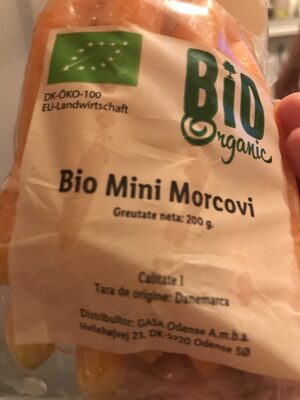 DK-ÖKO-100
EU-Landwirtschaft
BiO
Organic
Bio Mini Morcovi
Greutate neta: 200 g.
Calitate I
Tara de origine: Danemarca
Distribuitor: GASA Odense A.m.b.a.
Hvilehøjvej 23, DK-5220 Odense SØ